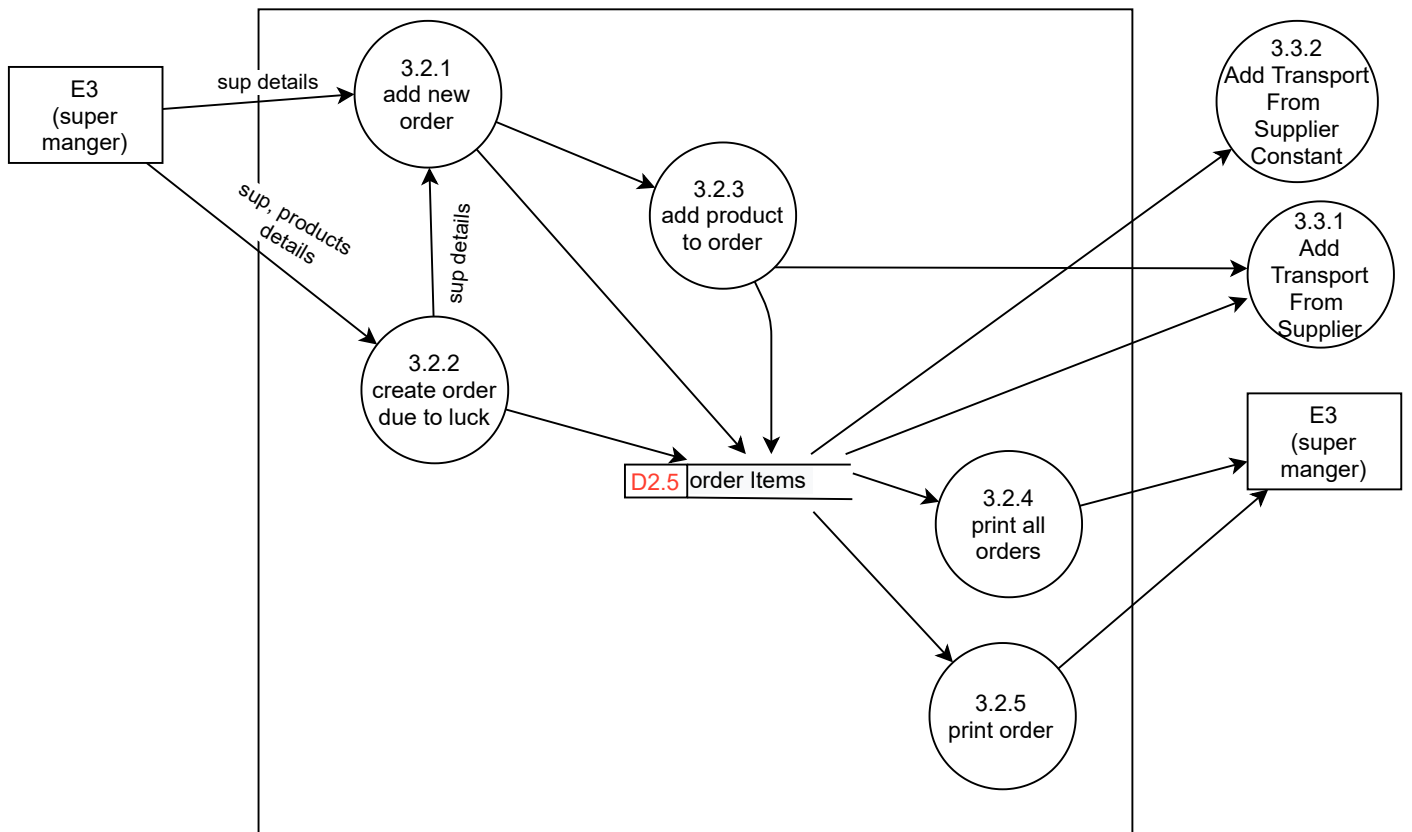 E3
(super
manger)
sup details
3.2.1
add new
order
3.3.2
Add Transport
From
Supplier
Constant
sup, products
details
sup details
3.2.3
add product
to order
3.3.1
Add
Transport
From
Supplier
3.2.2
create order
due to luck
D2.5 order Items
3.2.4
print all
orders
E3
(super
manger)
3.2.5
print order